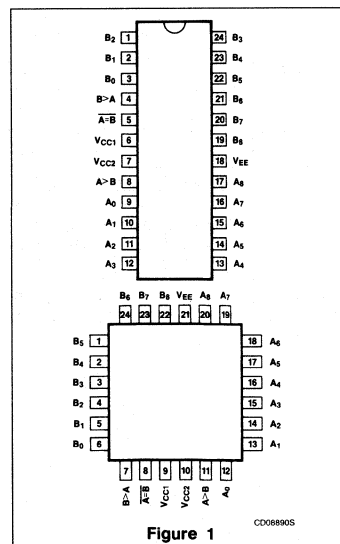 B2 1 24 B3
B1 2 23 B4
B0 3 22 B5
B>A 4 21 B6
A=B 5 20 B7
VCC1 6 19 B8
VCC2 7 18 VEE
A>B 8 17 A8
A0 9 16 A7
A1 10 15 A6
A2 11 14 A5
A3 12 13 A4
B6 B7 B8 VEE A8 A7
24 23 22 21 20 19
B5 1 18 A6
B4 2 17 A5
B3 3 16 A4
B2 4 15 A3
B1 5 14 A2
B0 6 13 A1
7 8 9 10 11 12
B>A A=B VCC1 VCC2 A>B A0
CD08890S
Figure 1